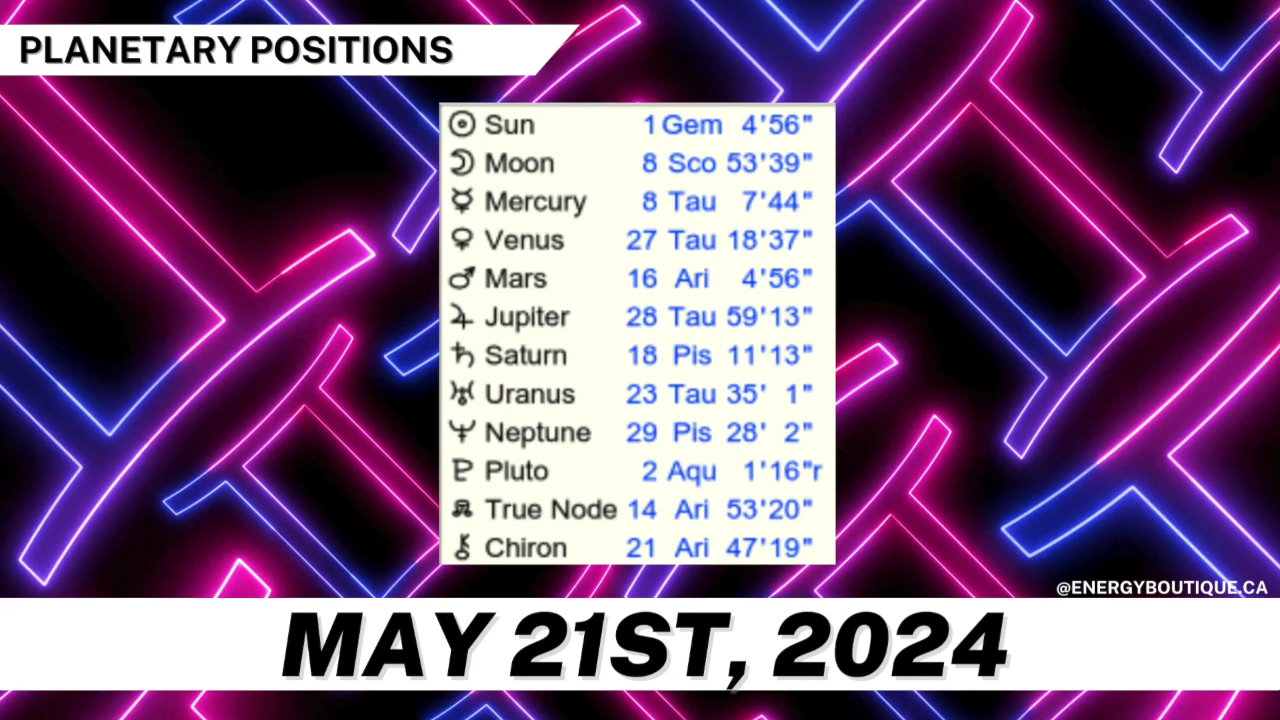 PLANETARY POSITIONS
☉ Sun 1 Gem 4'56"
☽ Moon 8 Sco 53'39"
☿ Mercury 8 Tau 7'44"
♀ Venus 27 Tau 18'37"
♂ Mars 16 Ari 4'56"
♃ Jupiter 28 Tau 59'13"
♄ Saturn 18 Pis 11'13"
♅ Uranus 23 Tau 35' 1"
♆ Neptune 29 Pis 28' 2"
♇ Pluto 2 Aqu 1'16"r
☊ True Node 14 Ari 53'20"
⚷ Chiron 21 Ari 47'19"
@ENERGYBOUTIQUE.CA
MAY 21ST, 2024